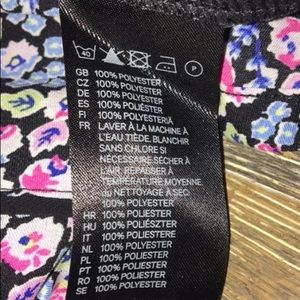 40 P
GB 100% POLYESTER
CZ 100% POLYESTER
DE 100% POLYESTER
ES 100% POLIÉSTER
FI 100% POLYESTERIÄ
FR LAVER À LA MACHINE À
L'EAU TIÈDE. BLANCHIR
SANS CHLORE SI
NÉCESSAIRE. SÉCHER À
L'AIR. REPASSER À
TEMPÉRATURE MOYENNE.
OU NETTOYAGE À SEC.
100% POLYESTER
HR 100% POLIESTER
HU 100% POLIÉSZTER
IT 100% POLIESTERE
NL 100% POLYESTER
PL 100% POLIESTER
PT 100% POLIÉSTER
RO 100% POLIESTER
SE 100% POLYESTER